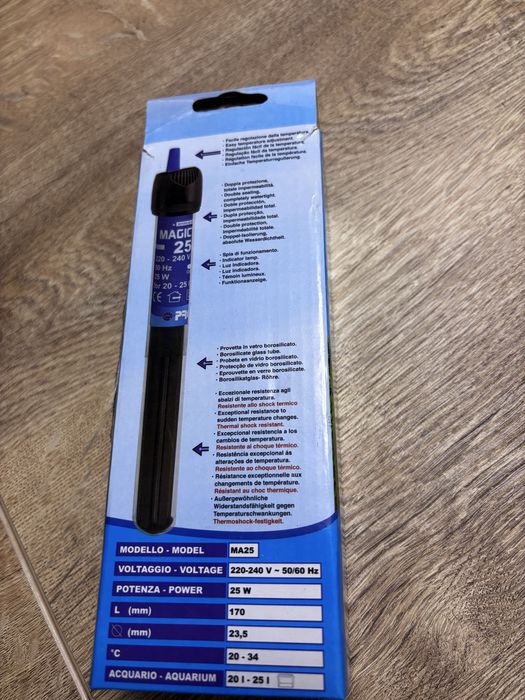 - Facile regolazione della temperatura.
- Easy temperature adjustment.
- Regulación fácil de la temperatura.
- Regulação fácil da temperatura.
- Régulation facile de la température.
- Einfache Temperaturregulierung.
- Doppia protezione,
totale impermeabilità.
- Double sealing,
completely watertight.
- Doble protección,
impermeabilidad total.
- Dupla protecção,
impermeabilidade total.
- Double protection,
imperméabilité totale.
- Doppel-Isolierung,
absolute Wasserdichtheit.
- Spia di funzionamento.
- Indicator lamp.
- Luz indicadora.
- Luz indicadora.
- Témoin lumineux.
- Funktionsanzeige.
MAGIC
25
220 - 240 V
50 Hz
25 W
for 20 - 25 l
CE
- Provetta in vetro borosilicato.
- Borosilicate glass tube.
- Probeta en vidrio borosilicato.
- Protecção de vidro borosilicato.
- Eprouvette en verre borosilicate.
- Borosilikatglas- Röhre.
- Eccezionale resistenza agli
sbalzi di temperatura.
Resistente allo shock termico
- Exceptional resistance to
sudden temperature changes.
Thermal shock resistant.
- Excepcional resistencia a los
cambios de temperatura.
Resistente al choque térmico.
- Resistência excepcional ás
alterações de temperatura.
Resistente ao choque térmico.
- Résistance exceptionnelle aux
changements de température.
Résistant au choc thermique.
- Außergewöhnliche
Widerstandsfähigkeit gegen
Temperaturschwankungen.
Thermoshock-festigkeit.
MODELLO - MODEL MA25
VOLTAGGIO - VOLTAGE 220-240 V ~ 50/60 Hz
POTENZA - POWER 25 W
L (mm) 170
∅ (mm) 23,5
°C 20 - 34
ACQUARIO - AQUARIUM 20 l - 25 l